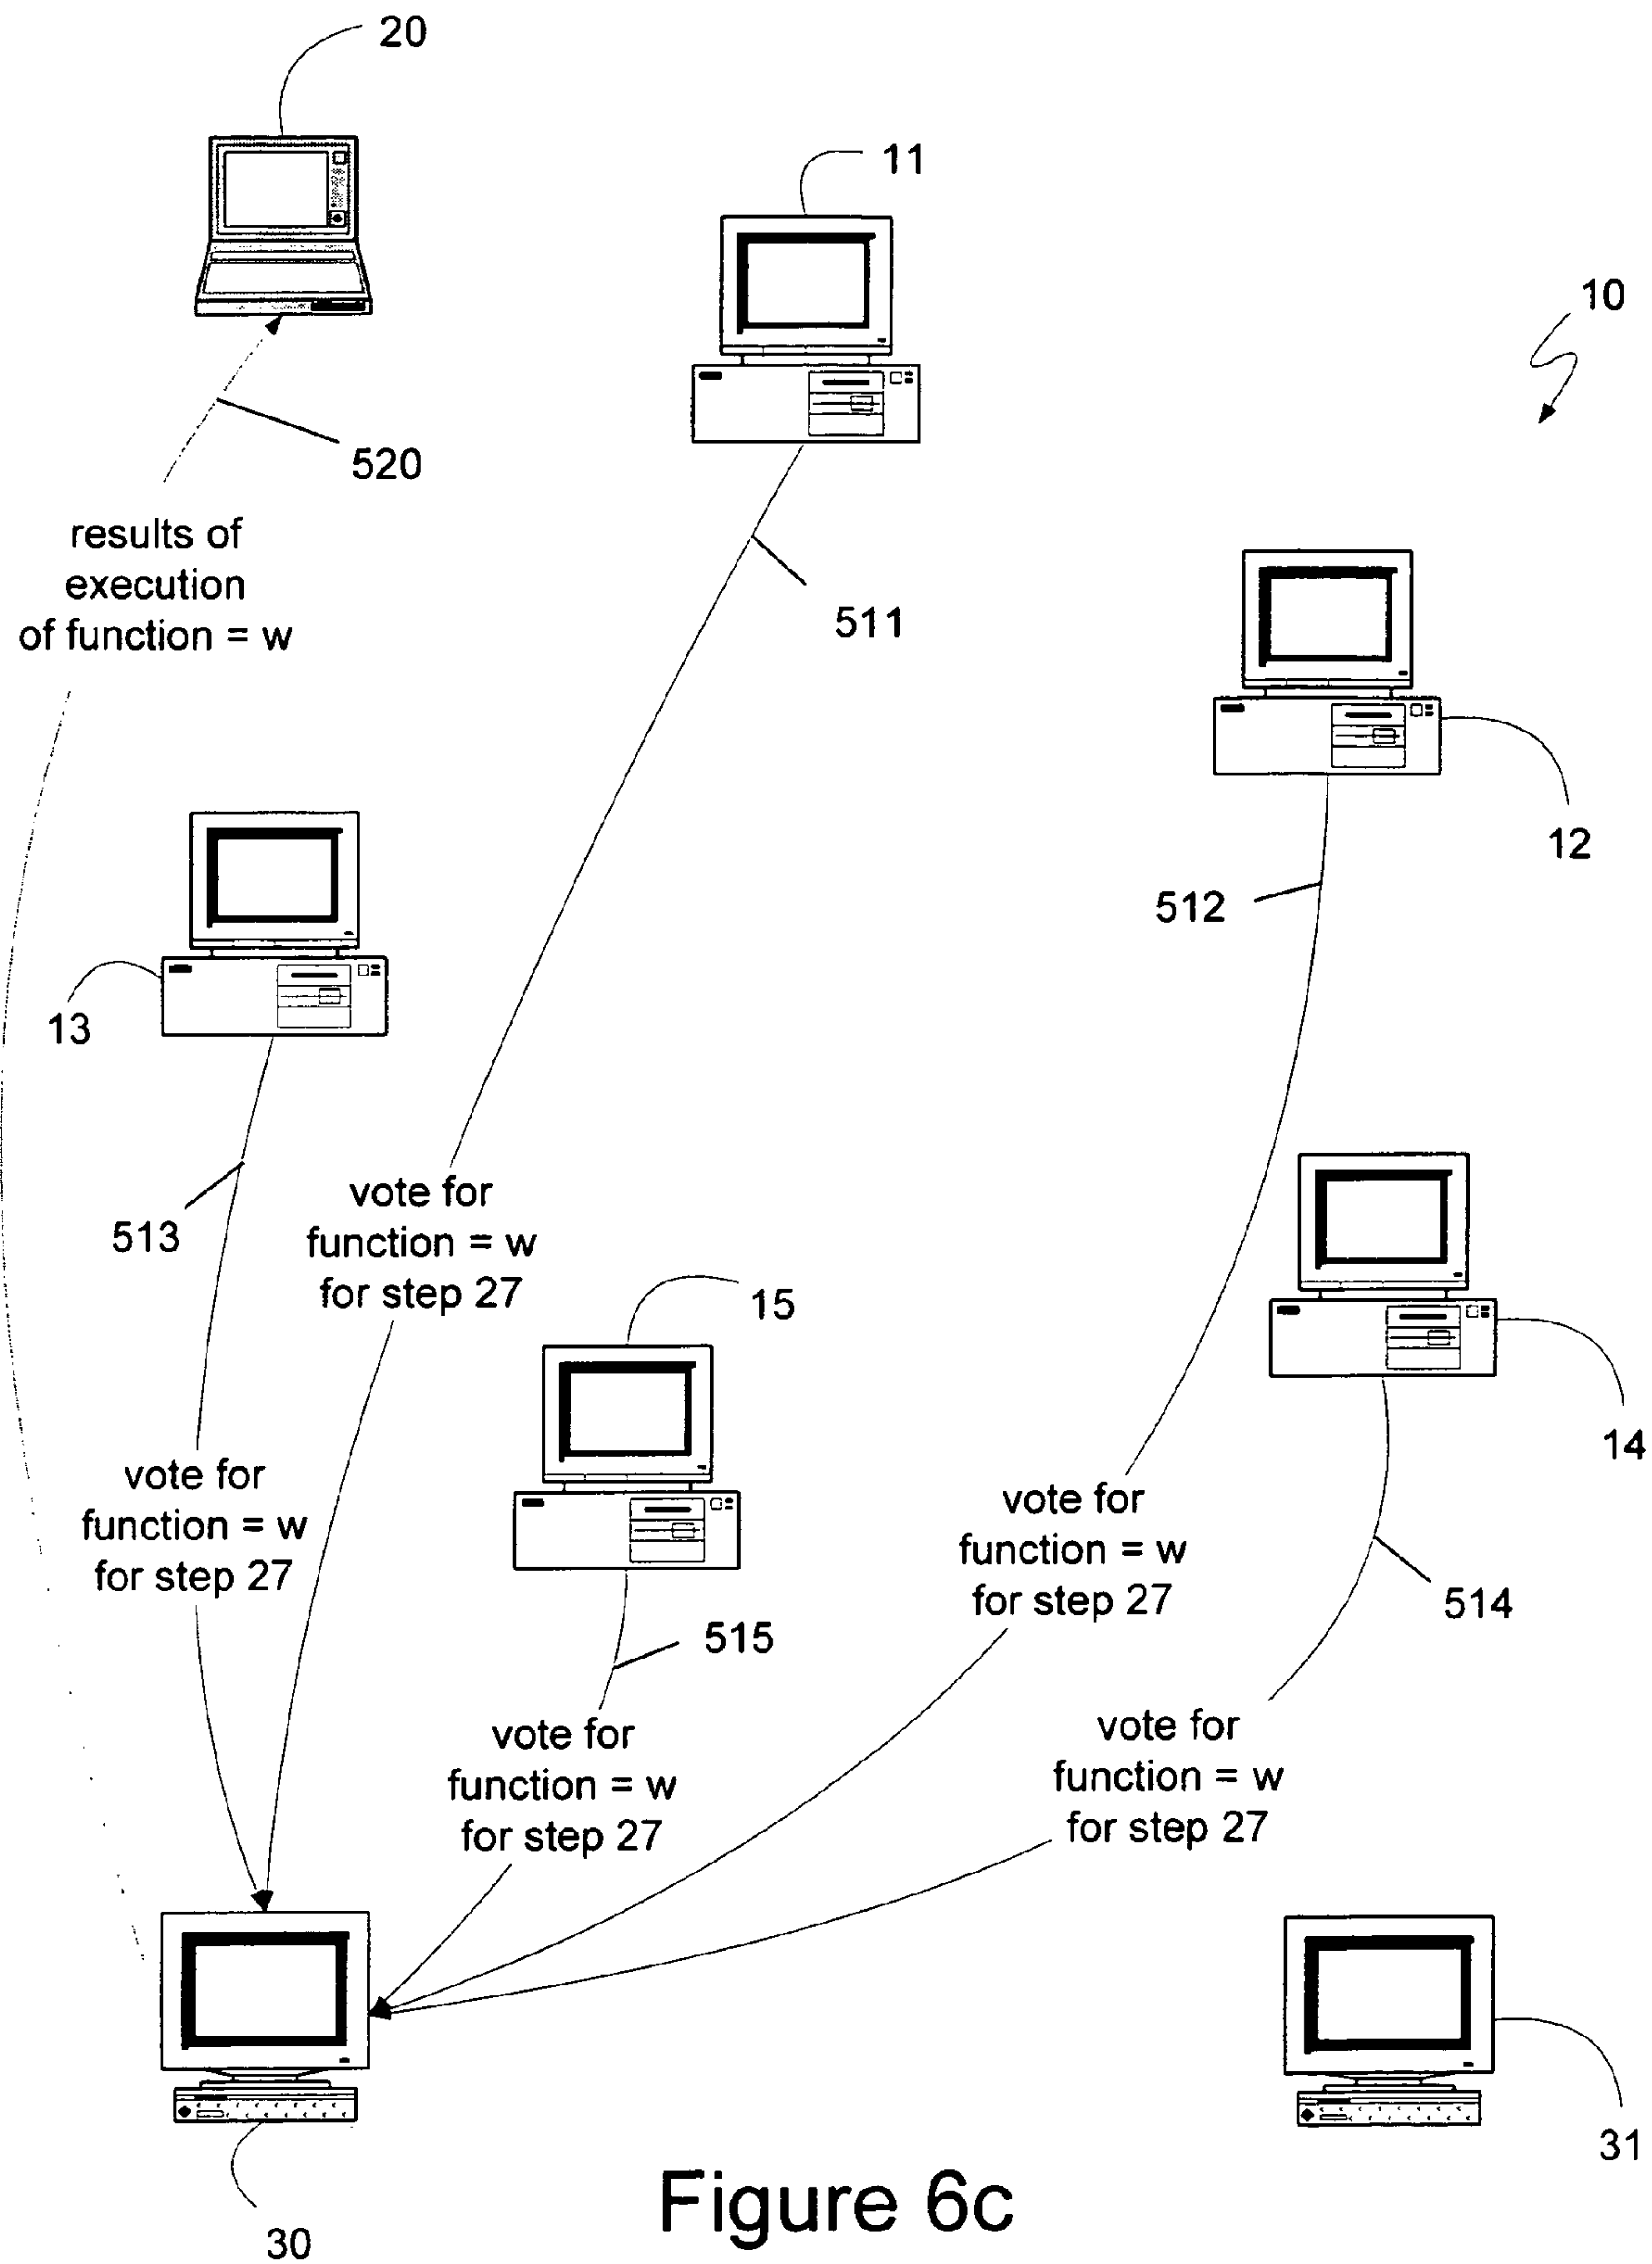 20
11
10
520
results of
execution
of function = w
511
12
512
13
513
vote for
function = w
for step 27
15
14
vote for
function = w
for step 27
vote for
function = w
for step 27
514
515
vote for
function = w
for step 27
vote for
function = w
for step 27
31
30
Figure 6c